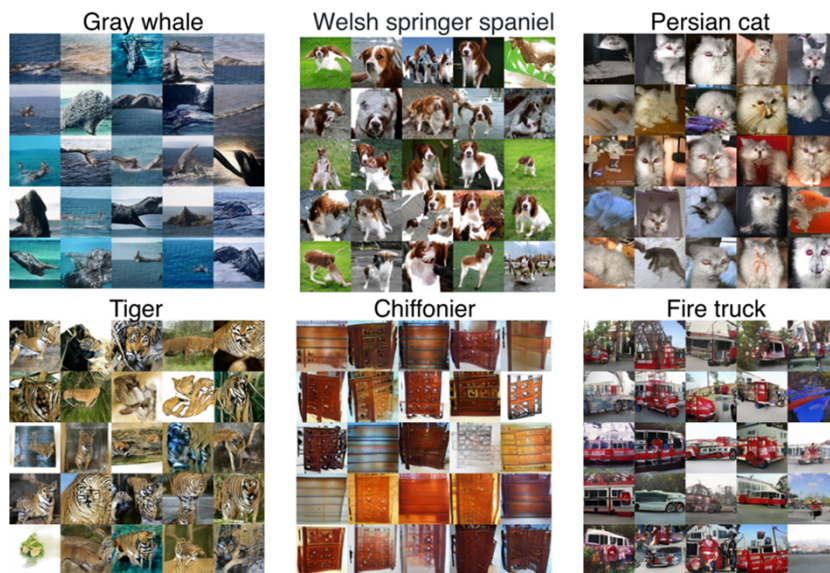 Gray whale
Welsh springer spaniel
Persian cat
Tiger
Chiffonier
Fire truck